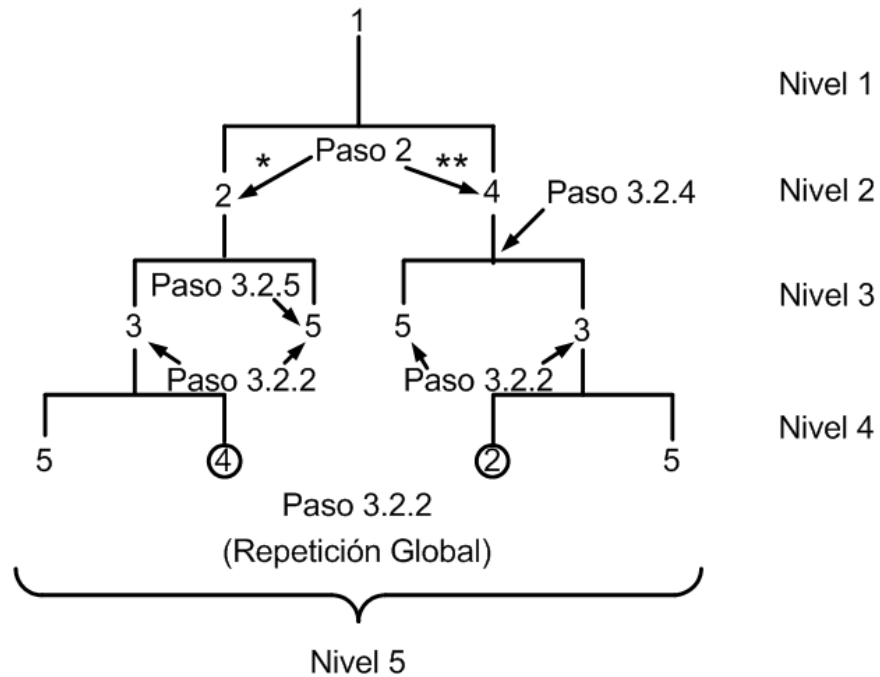 1
Nivel 1
* Paso 2 **
2 4 Paso 3.2.4 Nivel 2
Paso 3.2.5
Nivel 3
3 5 5 3
Paso 3.2.2 Paso 3.2.2
Nivel 4
5 4 2 5
Paso 3.2.2
(Repetición Global)
Nivel 5